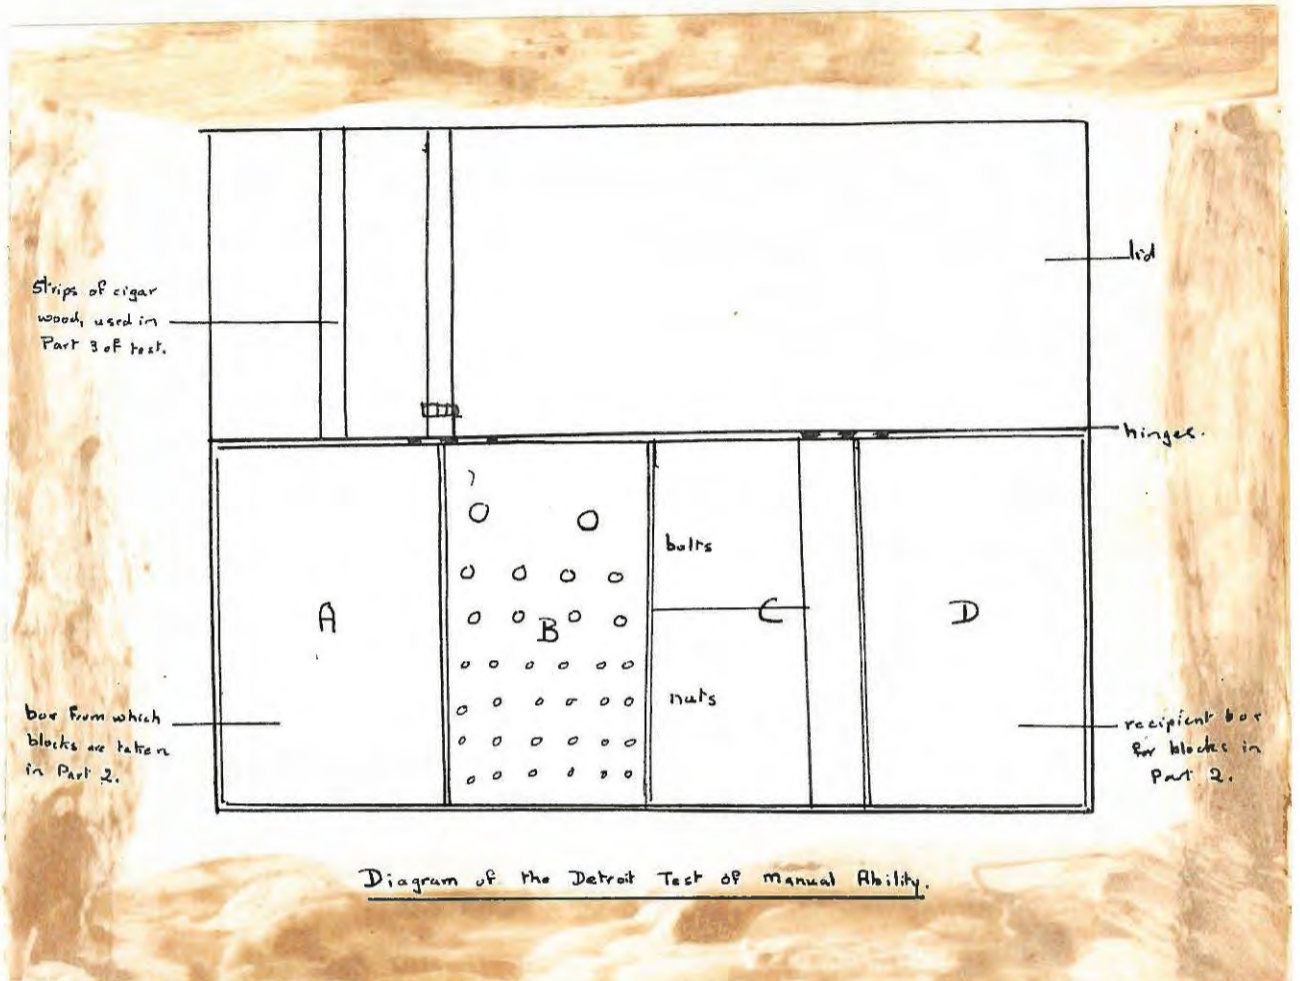 lid
Strips of cigar
wood, used in
Part 3 of test.
hinges.
bolts
A
B
C
D
nuts
box from which
blocks are taken
in Part 2.
recipient box
for blocks in
Part 2.
Diagram of the Detroit Test of Manual Ability.